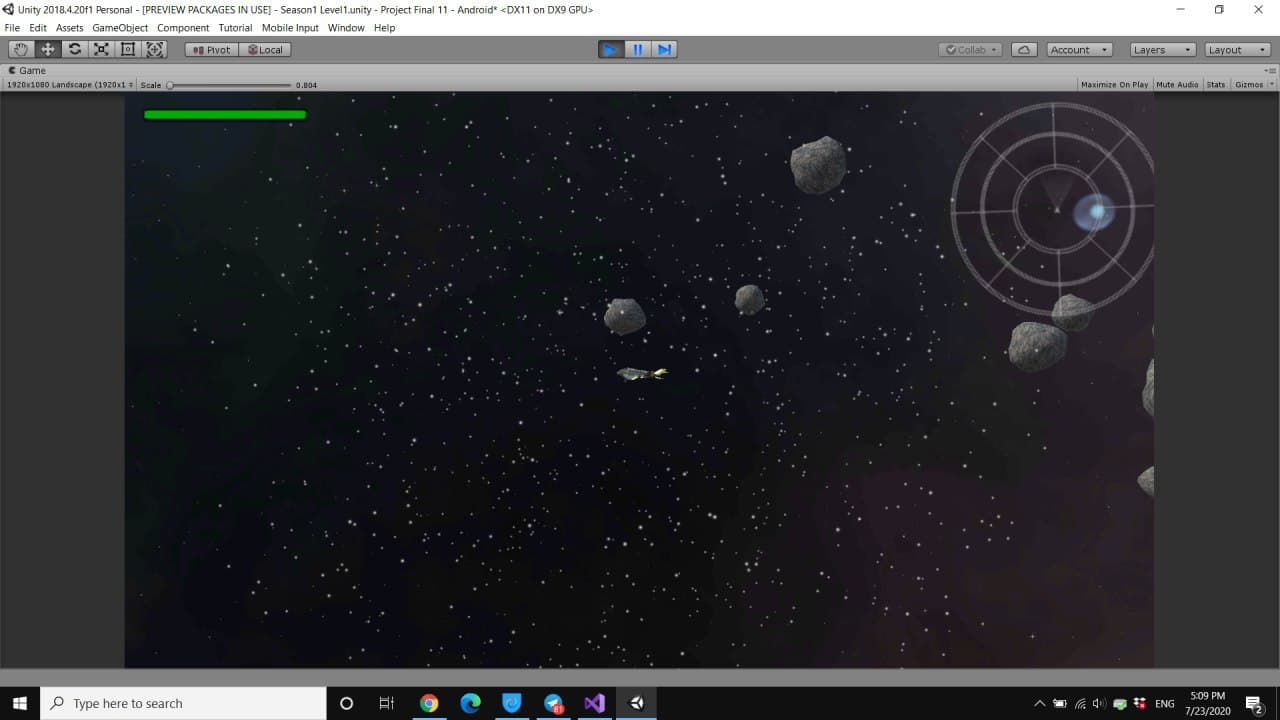 Unity 2018.4.20f1 Personal - [PREVIEW PACKAGES IN USE] - Season1 Level1.unity - Project Final 11 - Android* <DX11 on DX9 GPU>
File Edit Assets GameObject Component Tutorial Mobile Input Window Help
Pivot Local Collab Account Layers Layout
Game
1920x1080 Landscape (1920x1 Scale 0.804 Maximize On Play Mute Audio Stats Gizmos
Type here to search
81
ENG
5:09 PM
7/23/2020
2